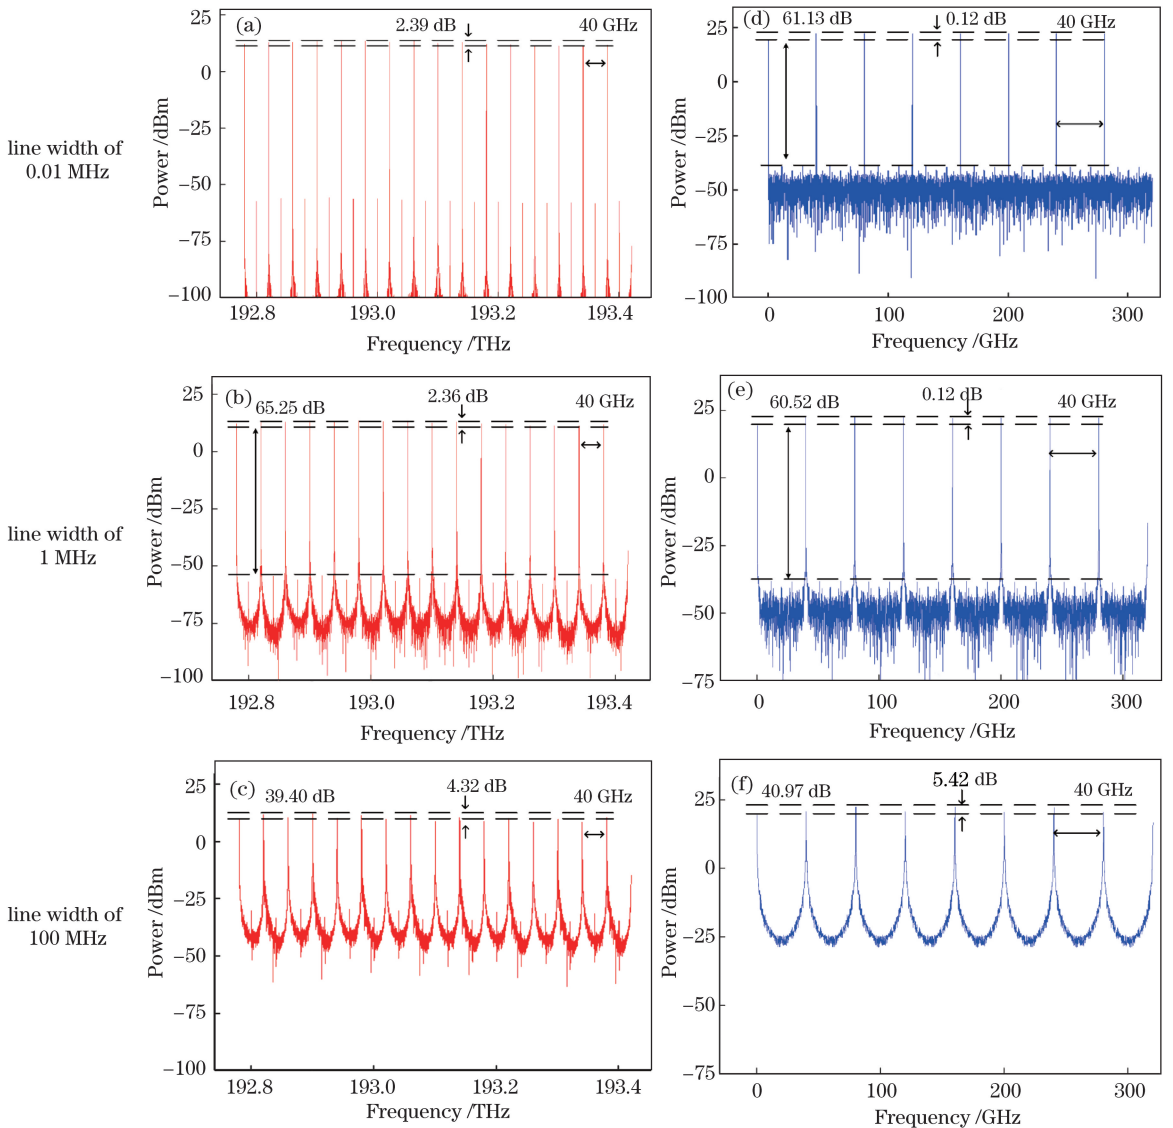 line width of
0.01 MHz
(a)
2.39 dB
40 GHz
Power /dBm
25
0
−25
−50
−75
−100
192.8
193.0
193.2
193.4
Frequency /THz
(d)
61.13 dB
0.12 dB
40 GHz
Power /dBm
25
0
−25
−50
−75
−100
0
100
200
300
Frequency /GHz
line width of
1 MHz
(b)
65.25 dB
2.36 dB
40 GHz
Power /dBm
25
0
−25
−50
−75
−100
192.8
193.0
193.2
193.4
Frequency /THz
(e)
60.52 dB
0.12 dB
40 GHz
Power /dBm
25
0
−25
−50
−75
0
100
200
300
Frequency /GHz
line width of
100 MHz
(c)
39.40 dB
4.32 dB
40 GHz
Power /dBm
25
0
−25
−50
−75
−100
192.8
193.0
193.2
193.4
Frequency /THz
(f)
40.97 dB
5.42 dB
40 GHz
Power /dBm
25
0
−25
−50
−75
0
100
200
300
Frequency /GHz